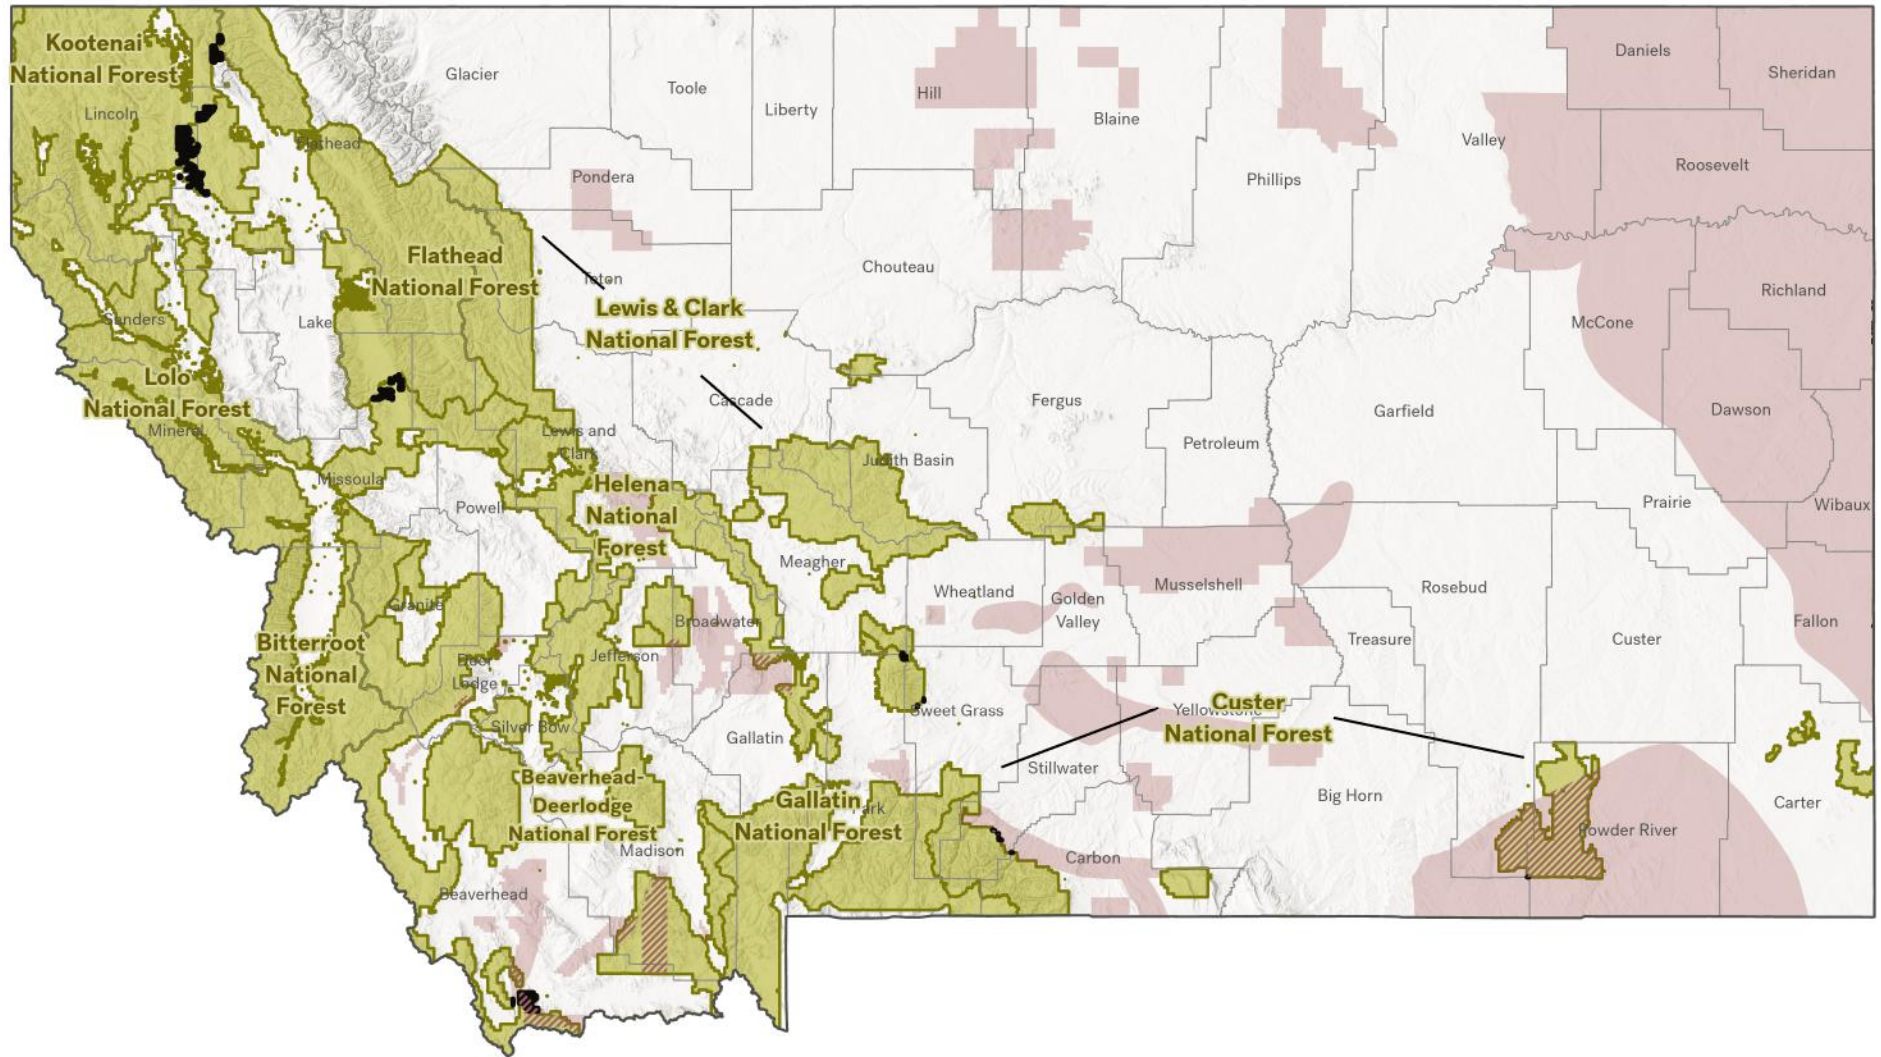 Kootenai
National Forest
Lincoln
Flathead
Glacier
Toole
Liberty
Hill
Blaine
Phillips
Valley
Daniels
Sheridan
Roosevelt
Pondera
Teton
Chouteau
Richland
McCone
Flathead
National Forest
Lewis & Clark
National Forest
Sanders
Lake
Lolo
National Forest
Mineral
Missoula
Cascade
Fergus
Petroleum
Garfield
Dawson
Prairie
Wibaux
Lewis and
Clark
Judith Basin
Powell
Helena
National
Forest
Meagher
Wheatland
Golden
Valley
Musselshell
Rosebud
Treasure
Custer
Fallon
Granite
Broadwater
Jefferson
Bitterroot
National
Forest
Deer
Lodge
Silver Bow
Gallatin
Sweet Grass
Yellowstone
Custer
National Forest
Stillwater
Big Horn
Powder River
Carter
Beaverhead-
Deerlodge
National Forest
Gallatin
National Forest
Madison
Carbon
Beaverhead